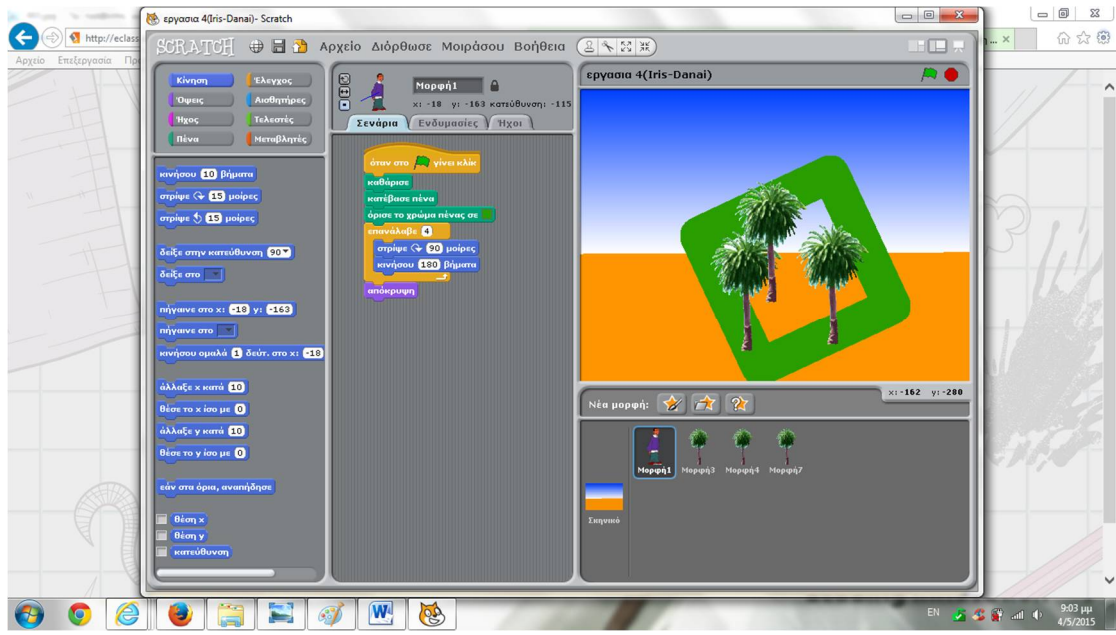 εργασια 4(Iris-Danai)- Scratch
http://eclass
Αρχείο Επεξεργασία
SCRATCH Αρχείο Διόρθωσε Μοιράσου Βοήθεια
Κίνηση Έλεγχος
Όψεις Αισθητήρες
Ήχος Τελεστές
Πένα Μεταβλητές
κινήσου 10 βήματα
στρίψε 15 μοίρες
στρίψε 15 μοίρες
δείξε στην κατεύθυνση 90
δείξε στο
πήγαινε στο x: -18 y: -163
πήγαινε στο
κινήσου ομαλά 1 δεύτ. στο x: -18
άλλαξε x κατά 10
θέσε το x ίσο με 0
άλλαξε y κατά 10
θέσε το y ίσο με 0
εάν στα όρια, αναπήδησε
θέση x
θέση y
κατεύθυνση
Μορφή1
x: -18 y: -163 κατεύθυνση: -115
Σενάρια Ενδυμασίες Ήχοι
όταν στο γίνει κλικ
καθάρισε
κατέβασε πένα
όρισε το χρώμα πένας σε
επανάλαβε 4
στρίψε 90 μοίρες
κινήσου 180 βήματα
απόκρυψη
εργασια 4(Iris-Danai)
x: -162 y: -280
Νέα μορφή:
Μορφή1 Μορφή3 Μορφή4 Μορφή7
Σκηνικό
EN
9:03 μμ
4/5/2015